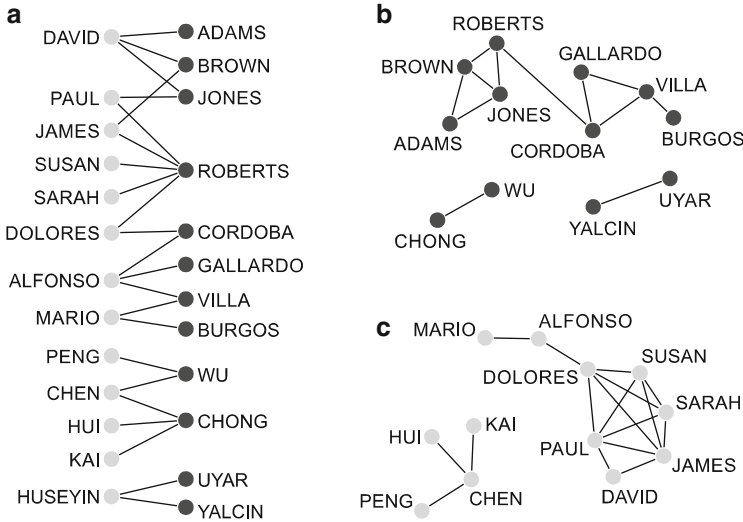 a
DAVID
ADAMS
BROWN
PAUL
JONES
JAMES
SUSAN
ROBERTS
SARAH
DOLORES
CORDOBA
GALLARDO
ALFONSO
VILLA
MARIO
BURGOS
PENG
WU
CHEN
HUI
CHONG
KAI
UYAR
HUSEYIN
YALCIN
b
ROBERTS
GALLARDO
BROWN
VILLA
JONES
ADAMS
BURGOS
CORDOBA
WU
UYAR
YALCIN
CHONG
c
MARIO
ALFONSO
SUSAN
DOLORES
SARAH
KAI
HUI
PAUL
JAMES
PENG
CHEN
DAVID